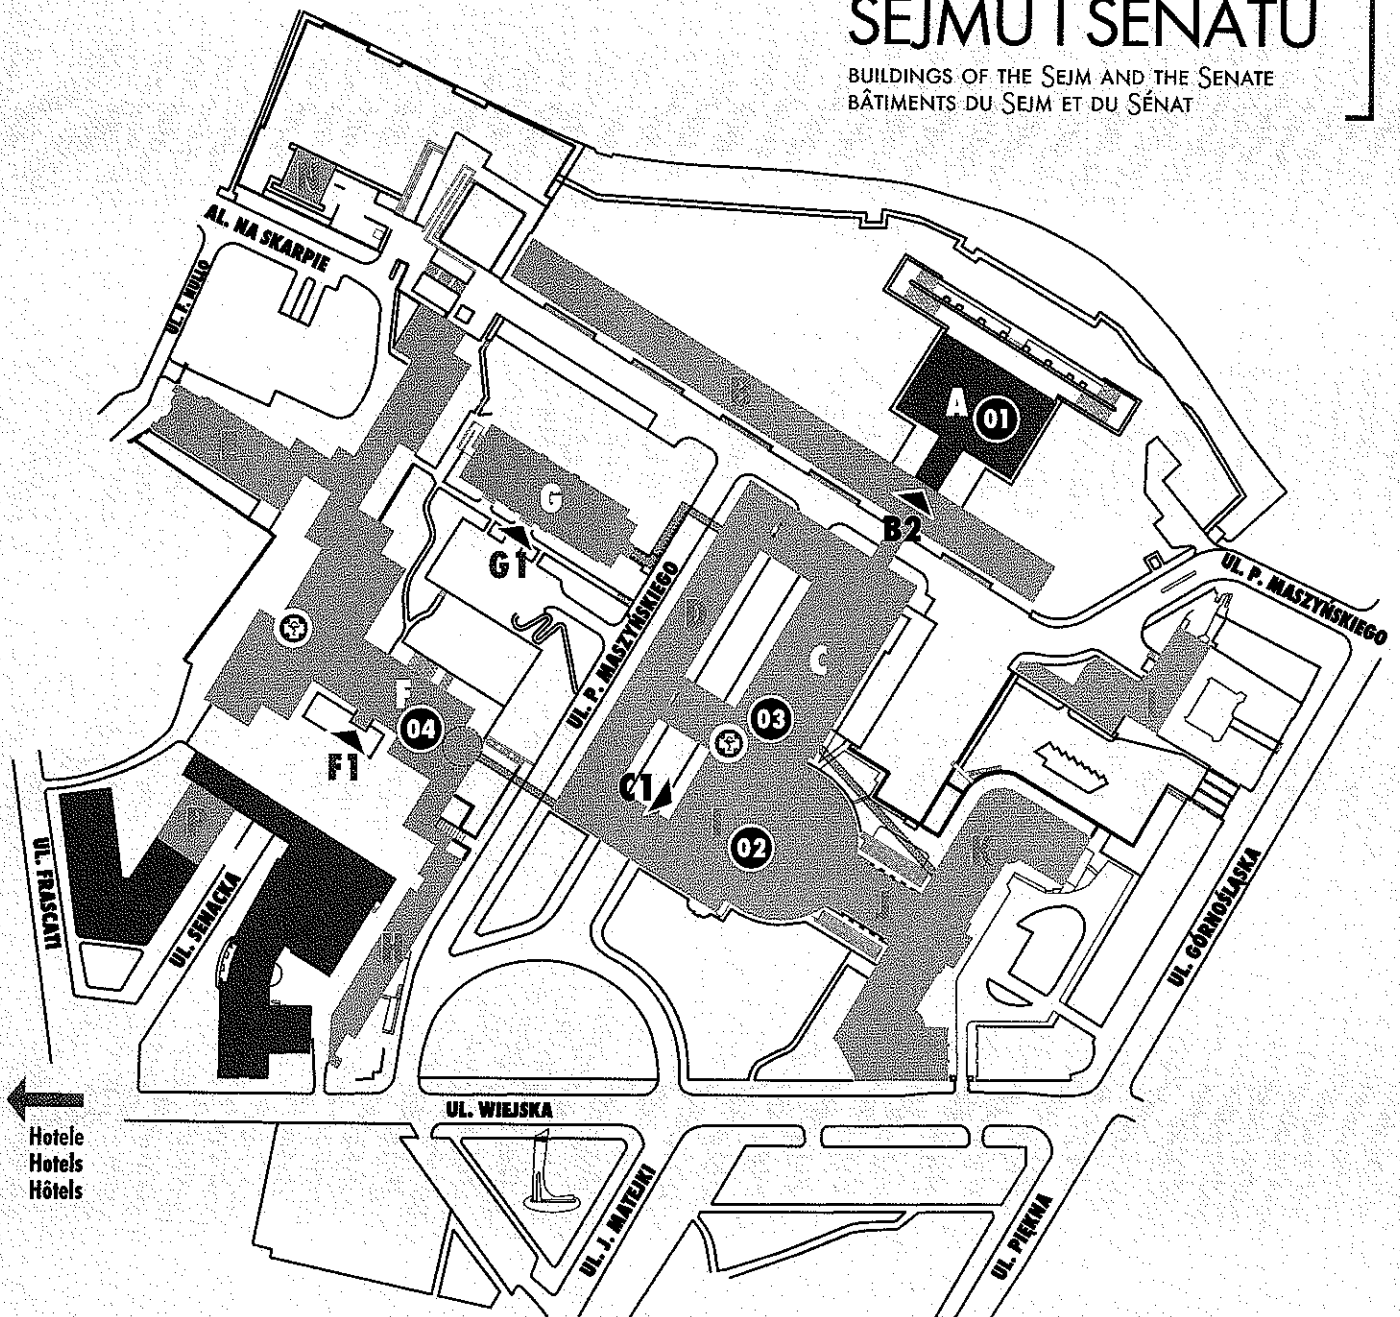 SEJMU I SENATU
BUILDINGS OF THE SEJM AND THE SENATE
BÂTIMENTS DU SEJM ET DU SÉNAT
N
AL. NA SKARPIE
UL. F. NULLO
B
A
01
B2
G
G1
UL. P. MASZYŃSKIEGO
UL. P. MASZYŃSKIEGO
D
C
F
04
F1
03
C1
02
K
H
UL. FRASCATI
UL. SENACKA
UL. GÓRNOŚLĄSKA
UL. WIEJSKA
Hotele
Hotels
Hôtels
UL. J. MATEJKI
UL. PIĘKNA